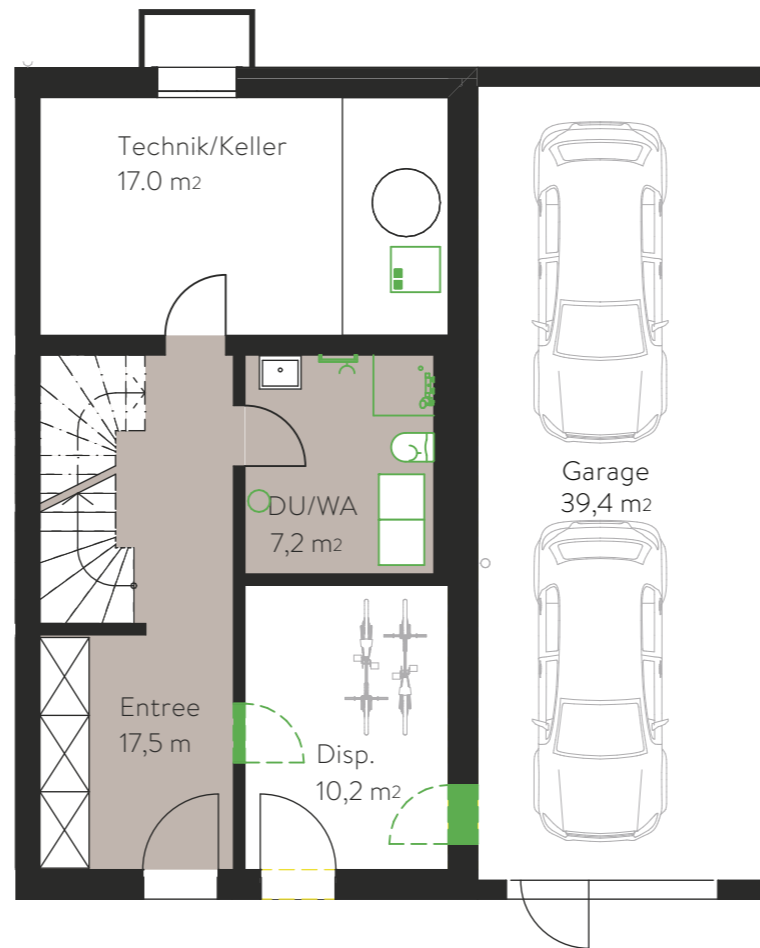 Technik/Keller
17.0 m2
DU/WA
7,2 m2
Garage
39,4 m2
Entree
17,5 m
Disp.
10,2 m2